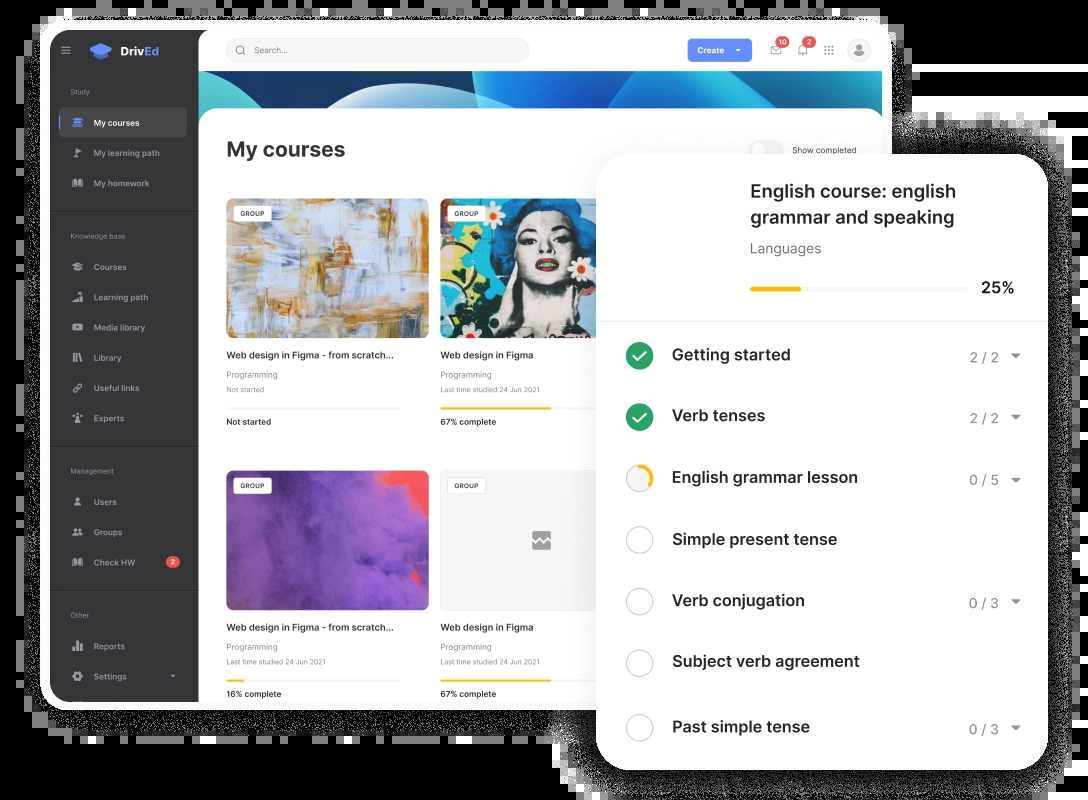 DrivEd
Search...
Create
10
2
Study
My courses
My learning path
My homework
Knowledge base
Courses
Learning path
Media library
Library
Useful links
Experts
Management
Users
Groups
Check HW
2
Other
Reports
Settings
My courses
Show completed
GROUP
Web design in Figma - from scratch...
Programming
Not started
Not started
GROUP
Web design in Figma
Programming
Last time studied 24 Jun 2021
67% complete
GROUP
Web design in Figma - from scratch...
Programming
Last time studied 24 Jun 2021
16% complete
GROUP
Web design in Figma
Programming
Last time studied 24 Jun 2021
67% complete
English course: english
grammar and speaking
Languages
25%
Getting started 2 / 2
Verb tenses 2 / 2
English grammar lesson 0 / 5
Simple present tense
Verb conjugation 0 / 3
Subject verb agreement
Past simple tense 0 / 3